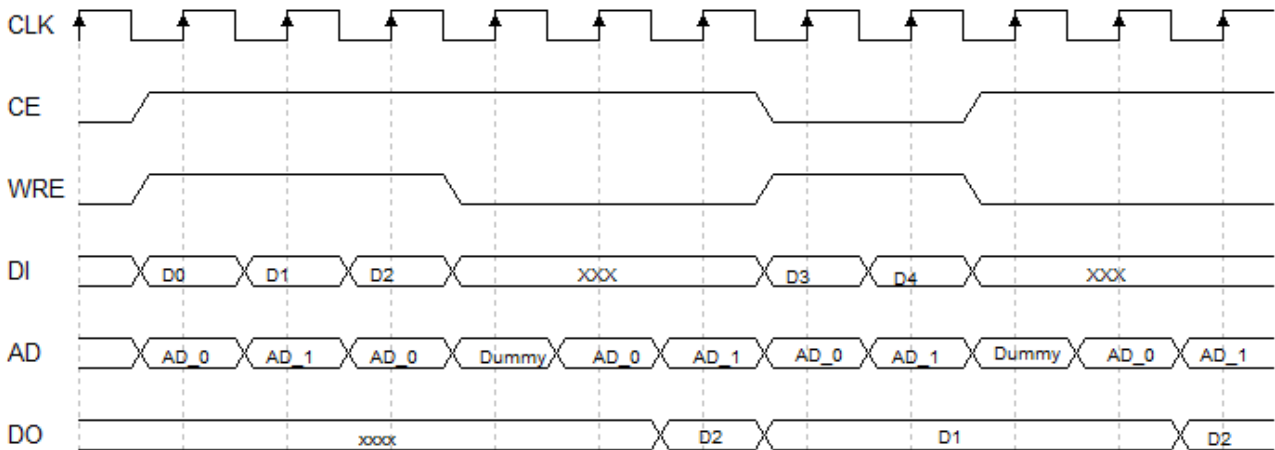 CLK
CE
WRE
DI D0 D1 D2 XXX D3 D4 XXX
AD AD_0 AD_1 AD_0 Dummy AD_0 AD_1 AD_0 AD_1 Dummy AD_0 AD_1
DO xxxx D2 D1 D2